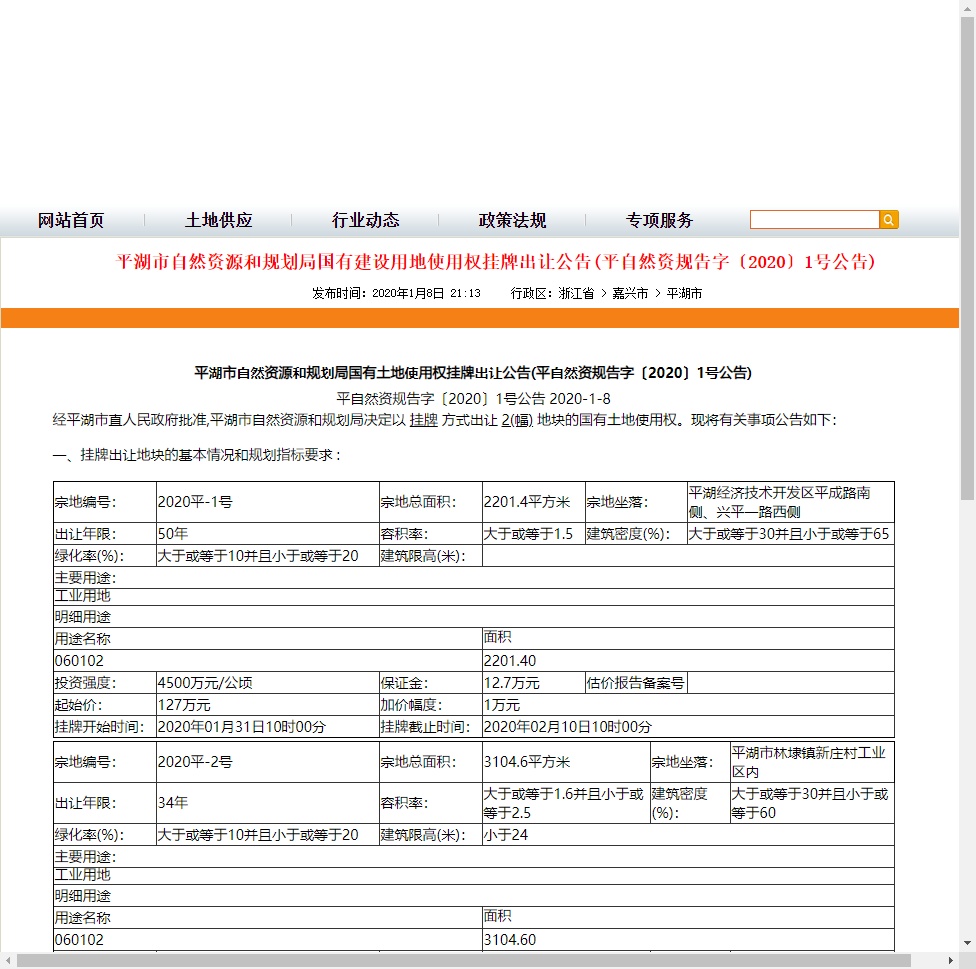 网站首页 土地供应 行业动态 政策法规 专项服务
平湖市自然资源和规划局国有建设用地使用权挂牌出让公告(平自然资规告字〔2020〕1号公告)
发布时间：2020年1月8日 21:13 行政区：浙江省 > 嘉兴市 > 平湖市
平湖市自然资源和规划局国有土地使用权挂牌出让公告(平自然资规告字〔2020〕1号公告)
平自然资规告字〔2020〕1号公告 2020-1-8
经平湖市直人民政府批准,平湖市自然资源和规划局决定以 挂牌 方式出让 2(幅) 地块的国有土地使用权。现将有关事项公告如下：
一、挂牌出让地块的基本情况和规划指标要求：
宗地编号： 2020平-1号 宗地总面积： 2201.4平方米 宗地坐落： 平湖经济技术开发区平成路南
侧、兴平一路西侧
出让年限： 50年 容积率： 大于或等于1.5 建筑密度(%)： 大于或等于30并且小于或等于65
绿化率(%)： 大于或等于10并且小于或等于20 建筑限高(米)：
主要用途：
工业用地
明细用途
用途名称 面积
060102 2201.40
投资强度： 4500万元/公顷 保证金： 12.7万元 估价报告备案号
起始价： 127万元 加价幅度： 1万元
挂牌开始时间： 2020年01月31日10时00分 挂牌截止时间： 2020年02月10日10时00分
宗地编号： 2020平-2号 宗地总面积： 3104.6平方米 宗地坐落： 平湖市林埭镇新庄村工业
区内
出让年限： 34年 容积率： 大于或等于1.6并且小于或 建筑密度 大于或等于30并且小于或
等于2.5 (%)： 等于60
绿化率(%)： 大于或等于10并且小于或等于20 建筑限高(米)： 小于24
主要用途：
工业用地
明细用途
用途名称 面积
060102 3104.60